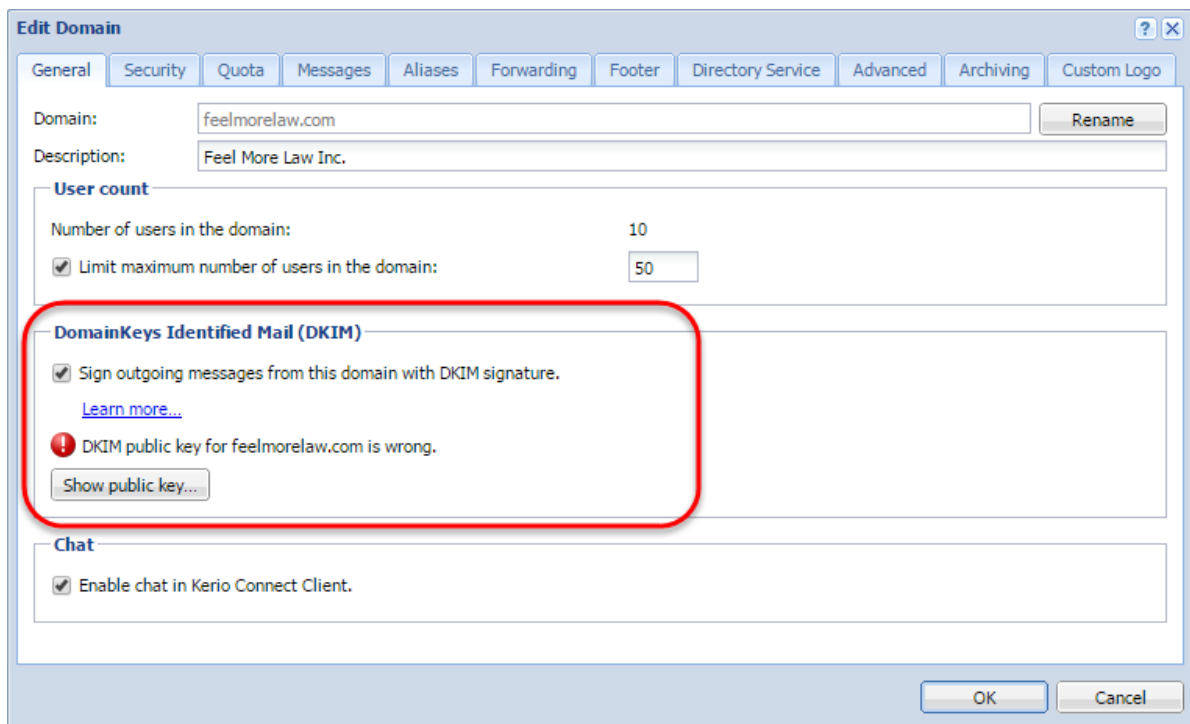 Edit Domain
General Security Quota Messages Aliases Forwarding Footer Directory Service Advanced Archiving Custom Logo
Domain: feelmorelaw.com Rename
Description: Feel More Law Inc.
User count
Number of users in the domain: 10
Limit maximum number of users in the domain: 50
DomainKeys Identified Mail (DKIM)
Sign outgoing messages from this domain with DKIM signature.
Learn more...
DKIM public key for feelmorelaw.com is wrong.
Show public key...
Chat
Enable chat in Kerio Connect Client.
OK Cancel